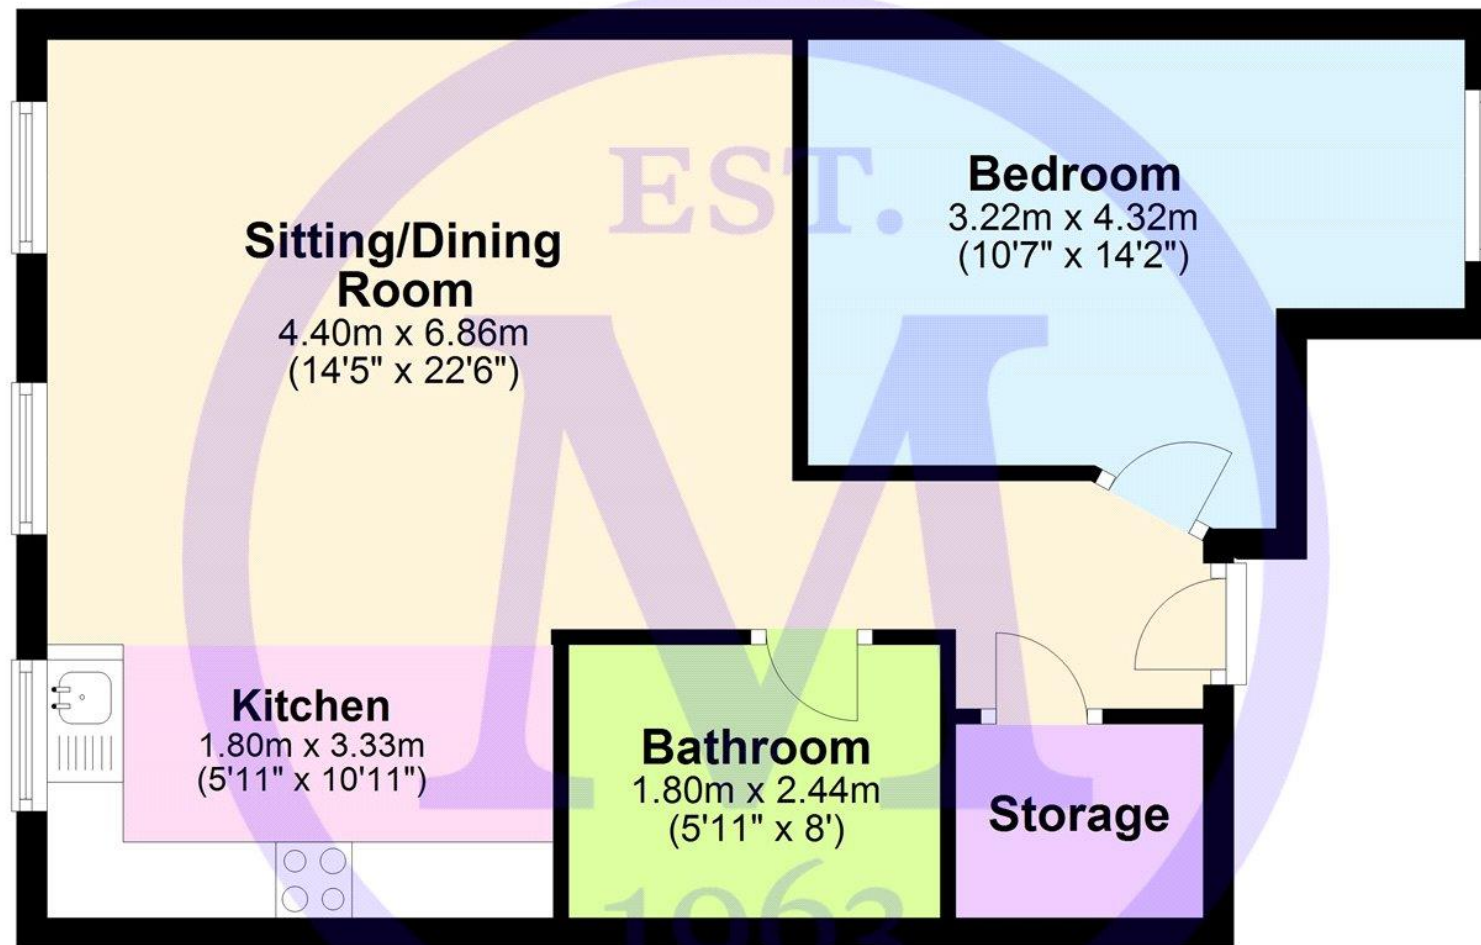 EST.
Bedroom
3.22m x 4.32m
(10'7" x 14'2")
Sitting/Dining
Room
4.40m x 6.86m
(14'5" x 22'6")
M
Kitchen
1.80m x 3.33m
(5'11" x 10'11")
Bathroom
1.80m x 2.44m
(5'11" x 8')
Storage
1963